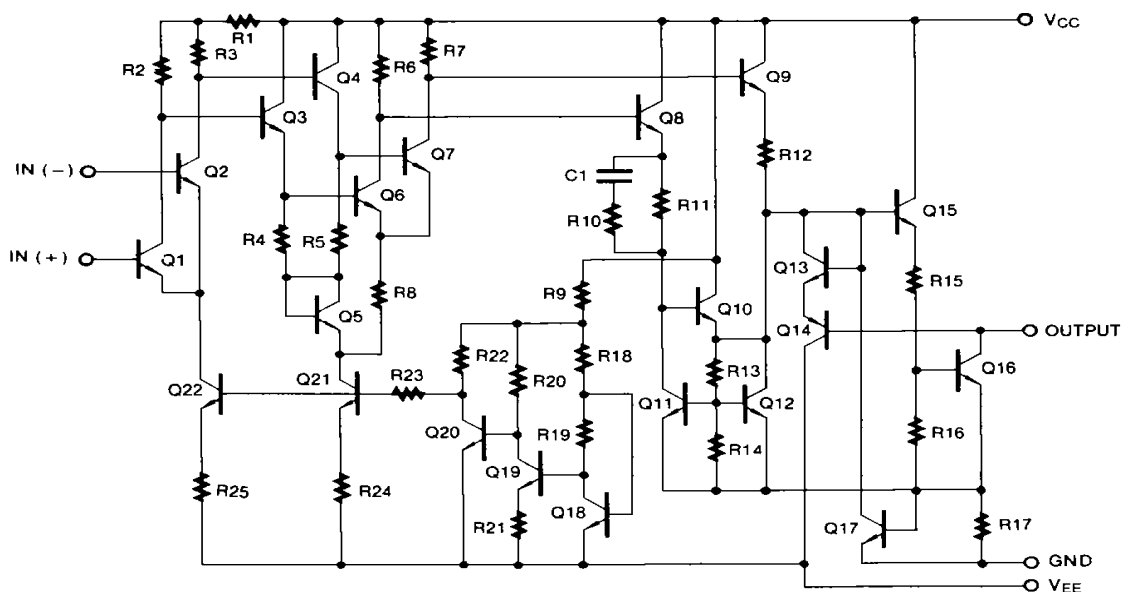 R1
VCC
R3
R7
R2
Q4
R6
Q9
Q3
Q8
Q7
R12
IN (−)
Q2
C1
Q6
R11
Q15
R10
R4
R5
IN (+)
Q1
Q13
R8
R9
R15
Q5
Q10
Q14
OUTPUT
R22
R18
R13
Q16
Q21
R23
R20
Q22
Q11
Q12
Q20
R19
R14
R16
Q19
R25
R24
Q18
R21
Q17
R17
GND
VEE